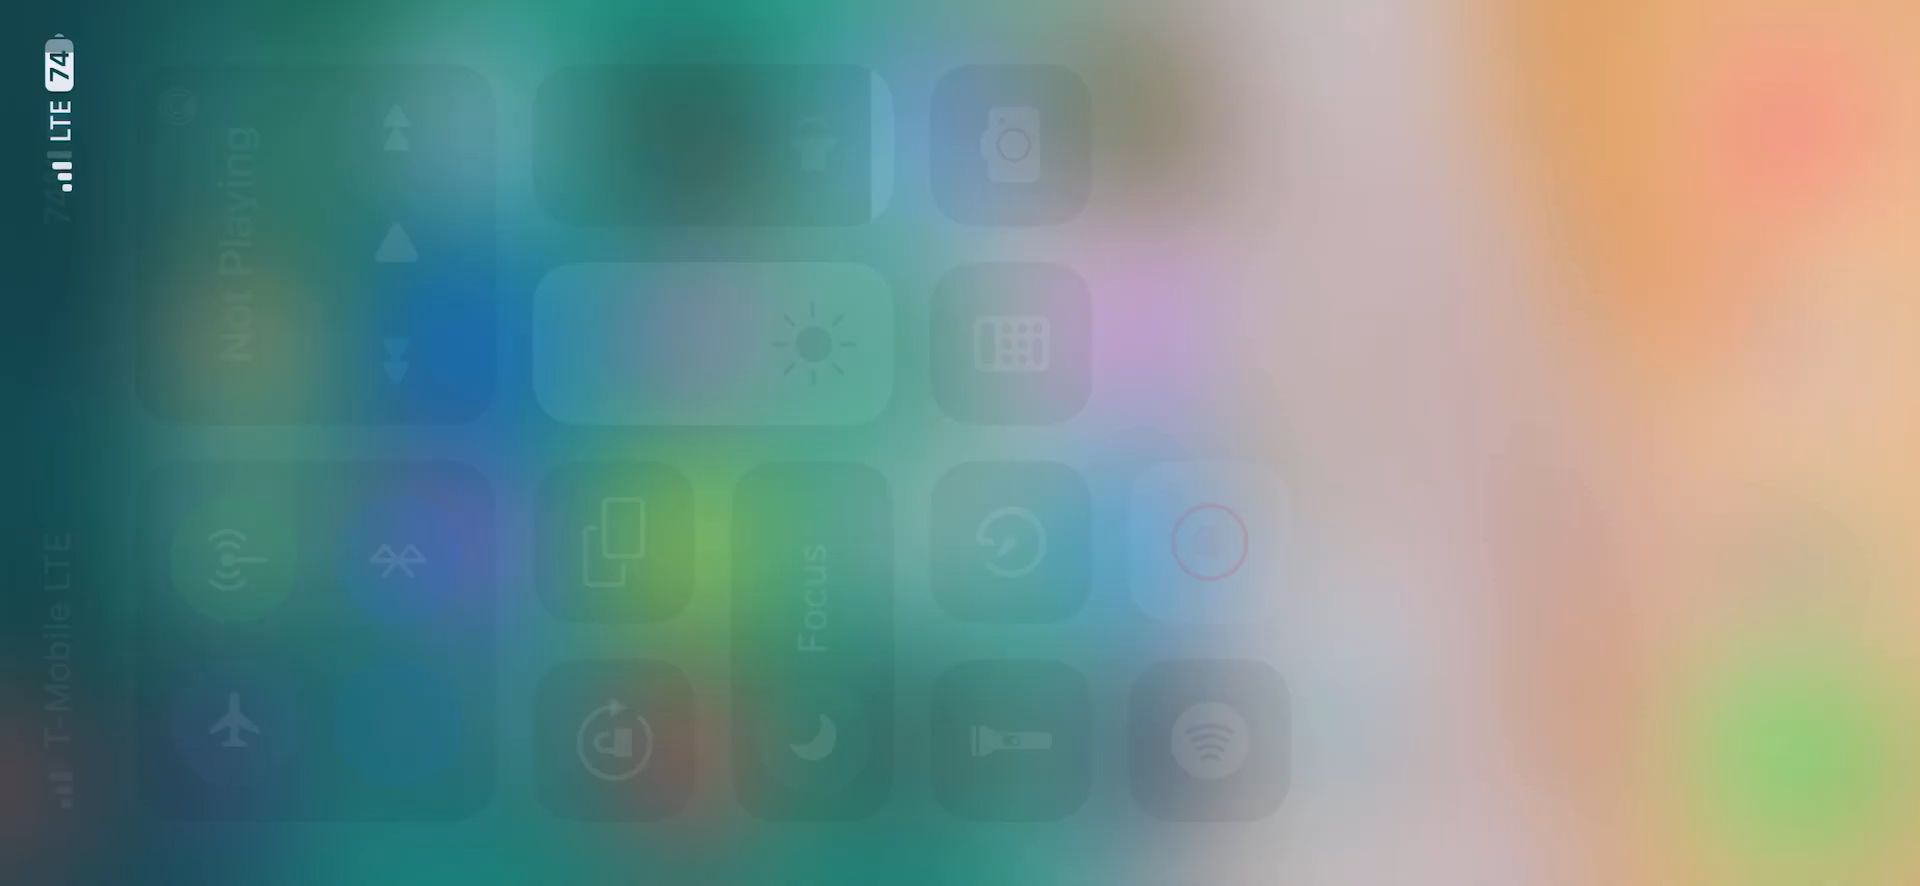 LTE 74
74
T-Mobile LTE
Not Playing
Focus